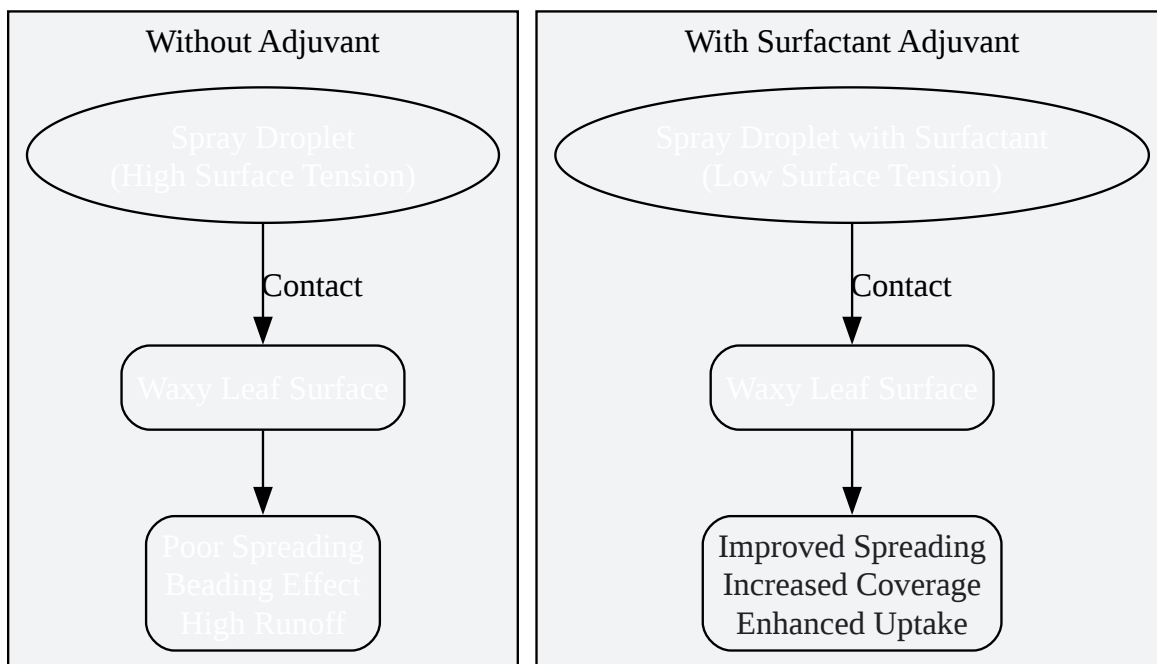 Without Adjuvant
Spray Droplet
(High Surface Tension)
Contact
Waxy Leaf Surface
Poor Spreading
Beading Effect
High Runoff
With Surfactant Adjuvant
Spray Droplet with Surfactant
(Low Surface Tension)
Contact
Waxy Leaf Surface
Improved Spreading
Increased Coverage
Enhanced Uptake